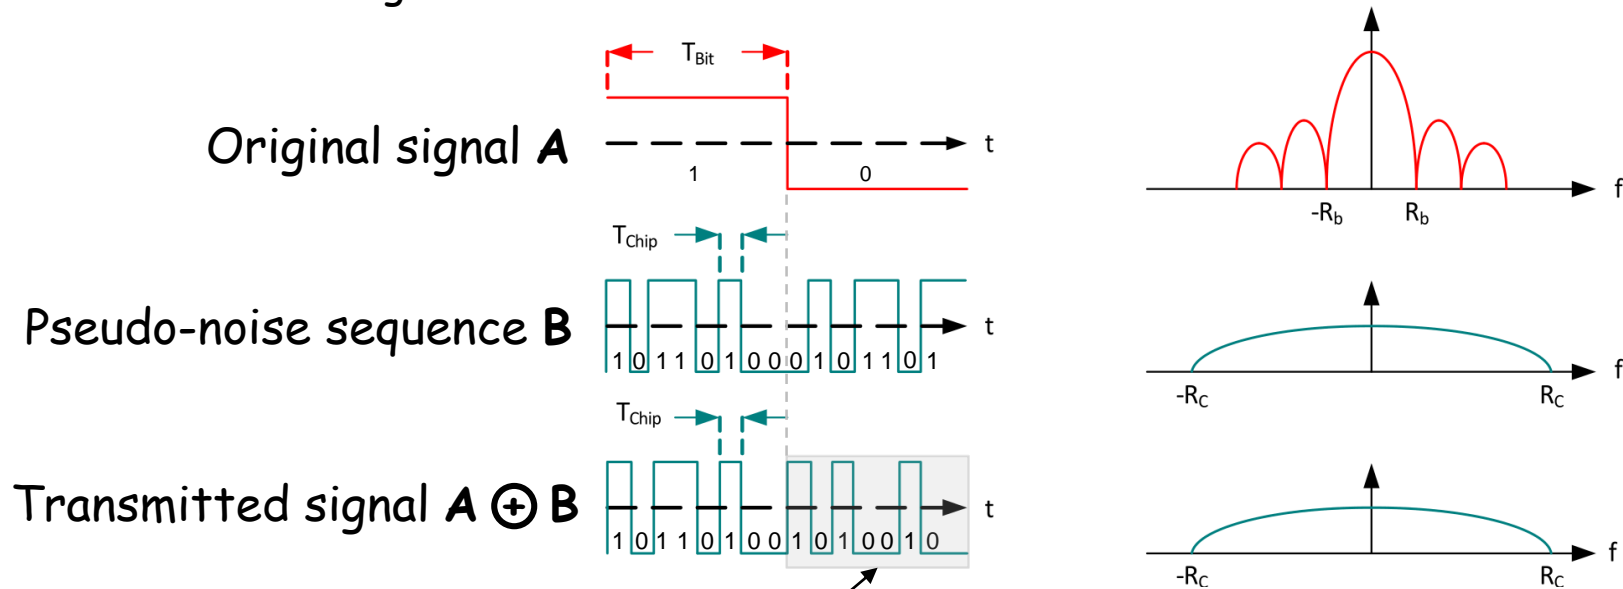 T_Bit
Original signal A
t
1 0
-R_b R_b
f
T_Chip
Pseudo-noise sequence B
t
1 0 1 1 0 1 0 0 0 1 0 1 1 0 1
-R_C R_C
f
T_Chip
Transmitted signal A ⊕ B
t
1 0 1 1 0 1 0 0 1 0 1 0 0 1 0
-R_C R_C
f